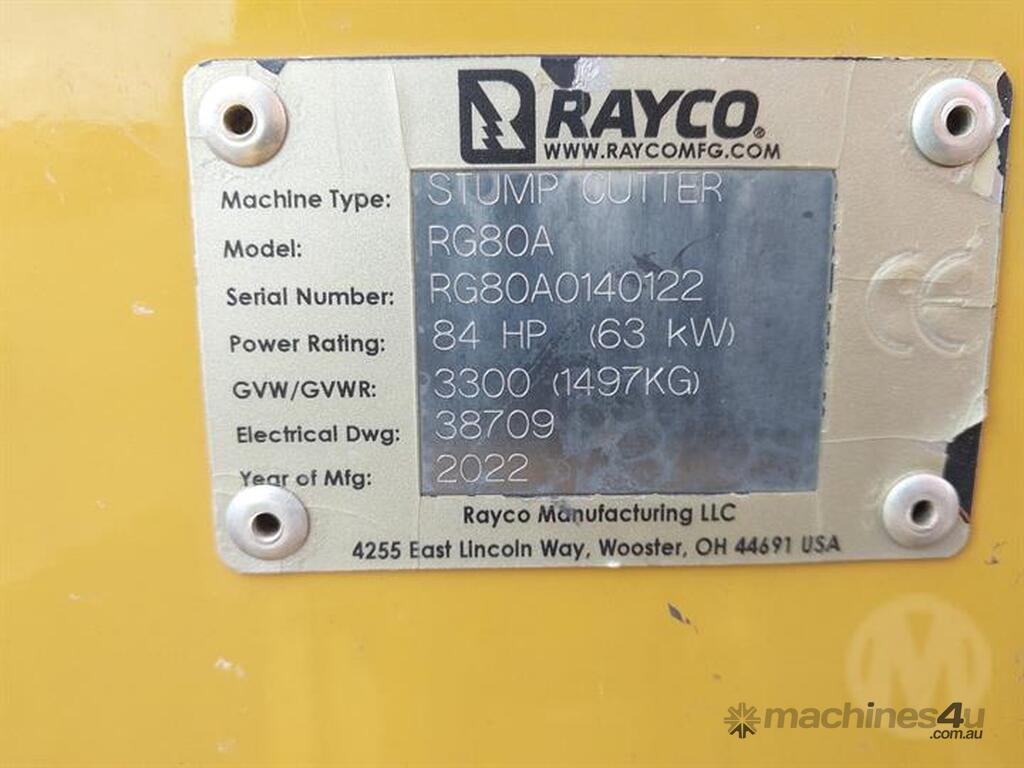 RAYCO®
WWW.RAYCOMFG.COM
Machine Type: STUMP CUTTER
Model: RG80A
Serial Number: RG80A0140122
Power Rating: 84 HP (63 kW)
GVW/GVWR: 3300 (1497KG)
Electrical Dwg: 38709
Year of Mfg: 2022
CE
Rayco Manufacturing LLC
4255 East Lincoln Way, Wooster, OH 44691 USA
M
machines4u
.com.au